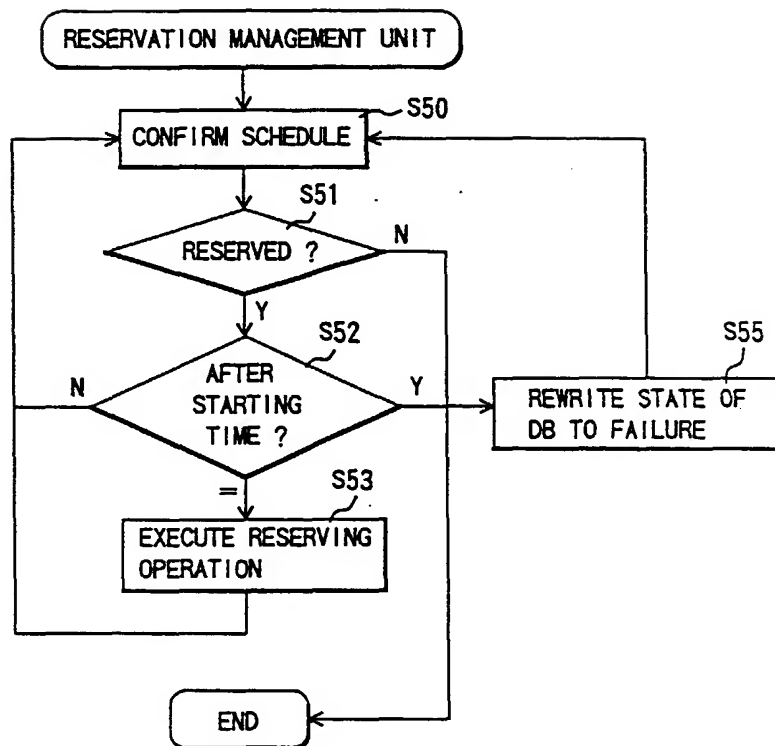 RESERVATION MANAGEMENT UNIT
S50
CONFIRM SCHEDULE
S51
RESERVED ?
N
Y
S52
N
AFTER
STARTING
TIME ?
Y
S55
REWRITE STATE OF
DB TO FAILURE
=
S53
EXECUTE RESERVING
OPERATION
END